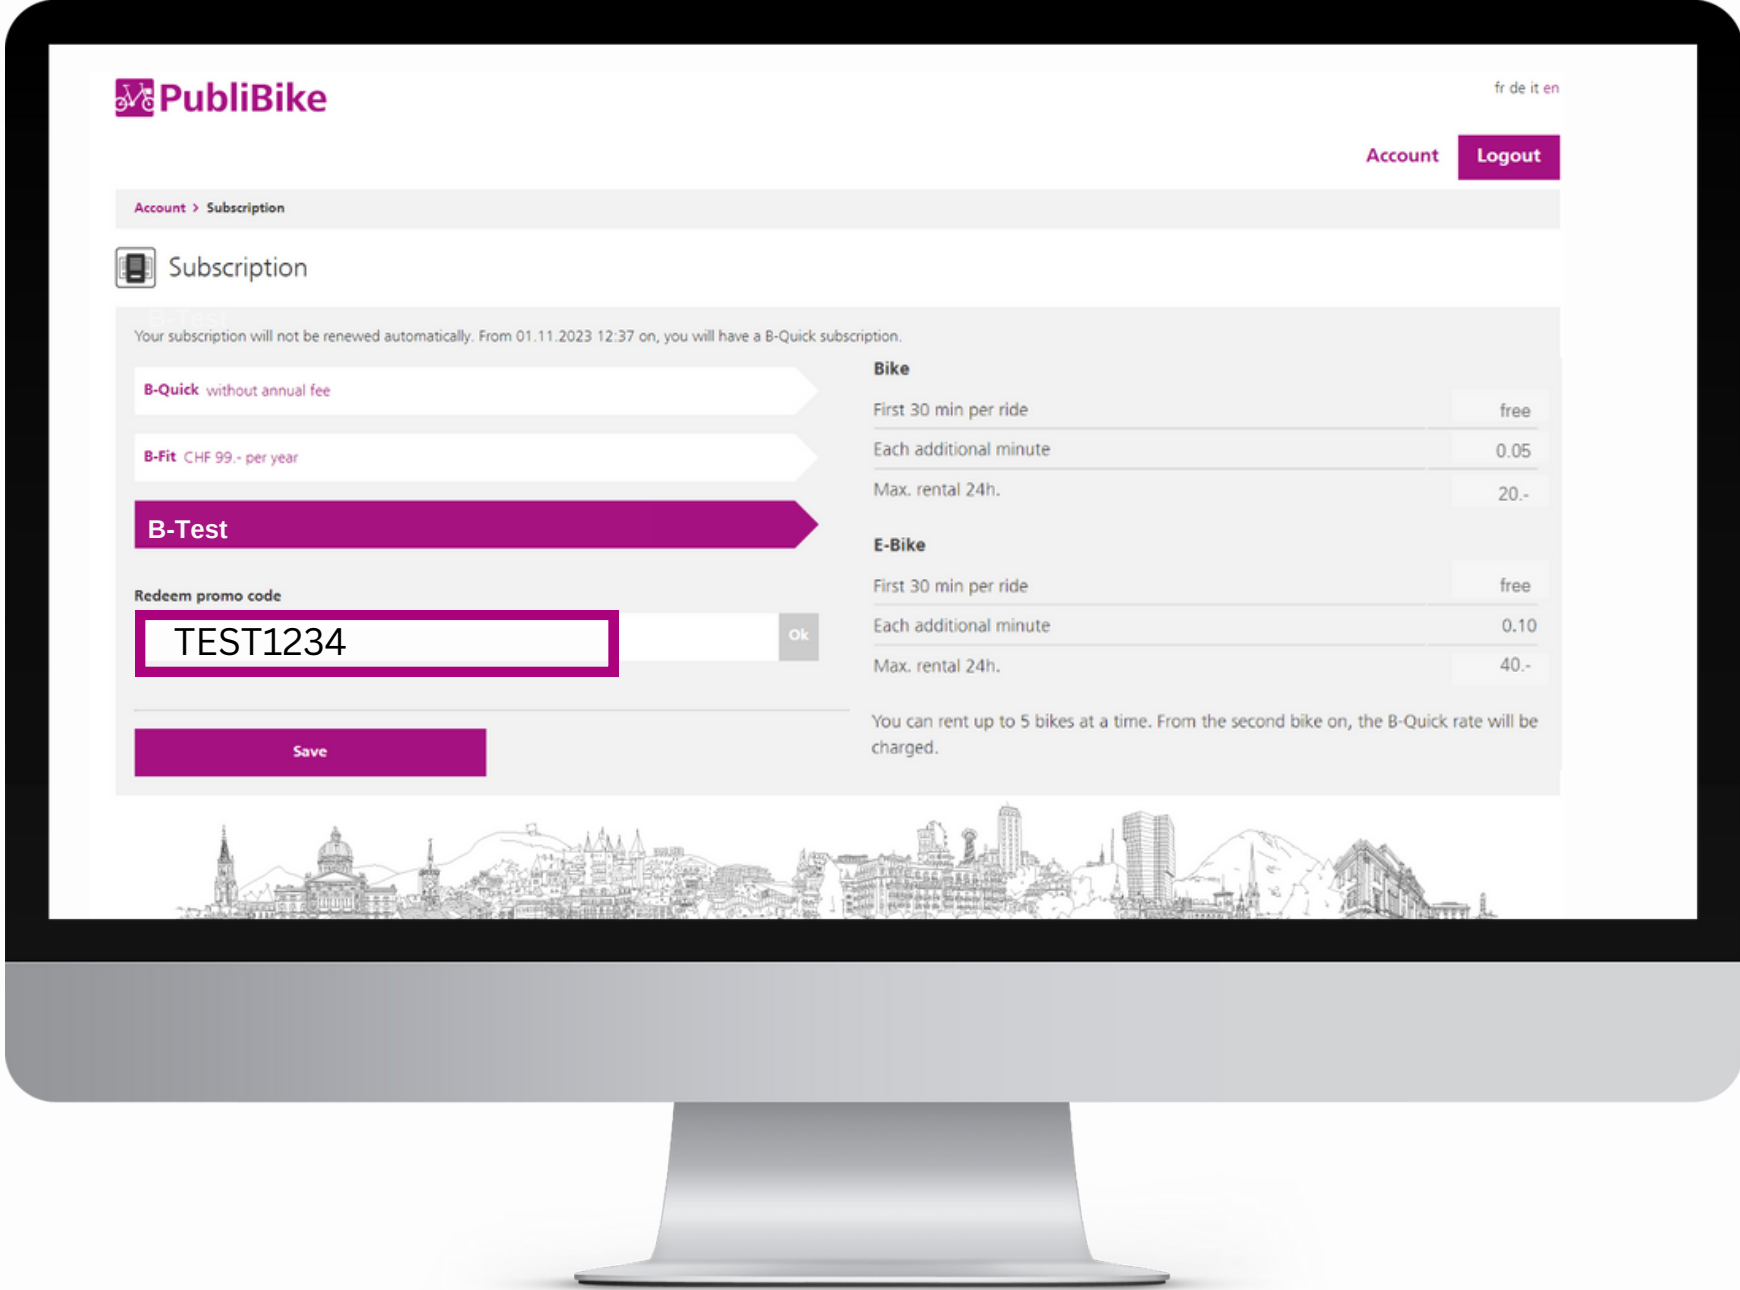 PubliBike
fr de it en
Account Logout
Account > Subscription
Subscription
B-Test
Your subscription will not be renewed automatically. From 01.11.2023 12:37 on, you will have a B-Quick subscription.
B-Quick without annual fee
B-Fit CHF 99.- per year
B-Test
Redeem promo code
TEST1234
Ok
Save
Bike
First 30 min per ride free
Each additional minute 0.05
Max. rental 24h. 20.-
E-Bike
First 30 min per ride free
Each additional minute 0.10
Max. rental 24h. 40.-
You can rent up to 5 bikes at a time. From the second bike on, the B-Quick rate will be
charged.